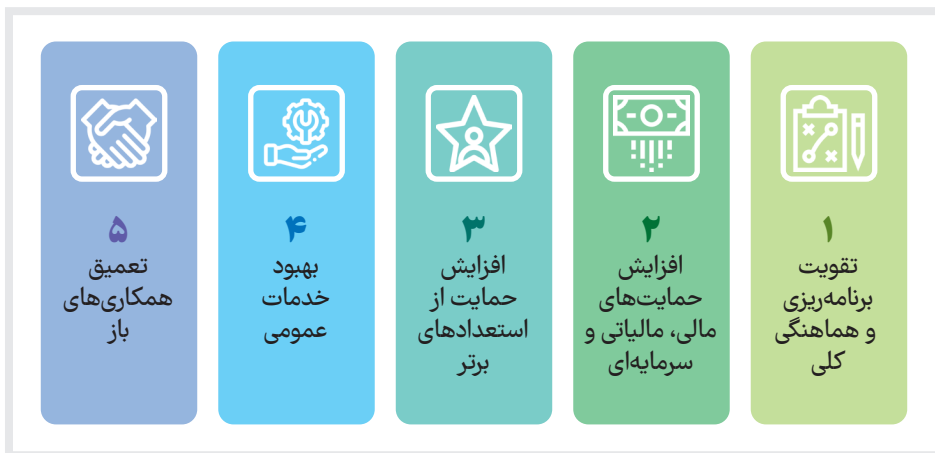 ۱
تقویت
برنامه‌ریزی
و هماهنگی
کلی
۲
افزایش
حمایت‌های
مالی، مالیاتی و
سرمایه‌ای
۳
افزایش
حمایت از
استعدادهای
برتر
۴
بهبود
خدمات
عمومی
۵
تعمیق
همکاری‌های
باز